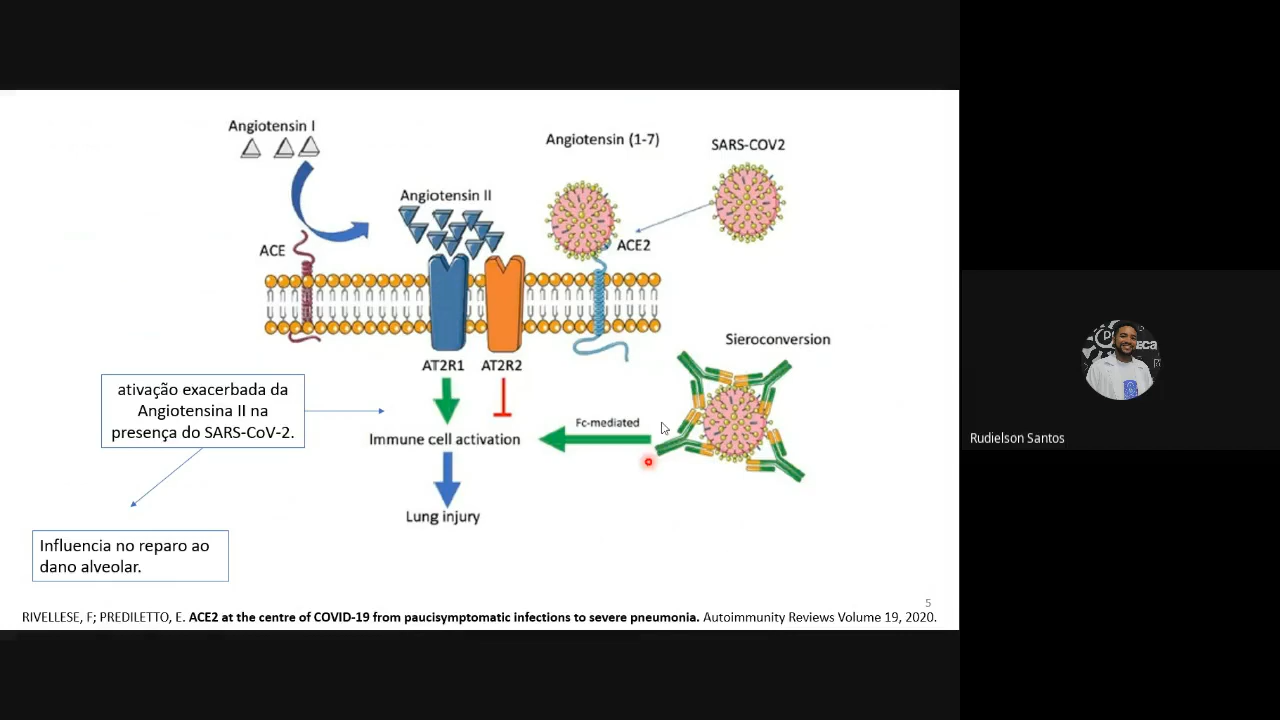 Angiotensin I
Angiotensin (1-7)
SARS-COV2
Angiotensin II
ACE
ACE2
Sieroconversion
AT2R1
AT2R2
ativação exacerbada da
Angiotensina II na
presença do SARS-CoV-2.
Fc-mediated
Immune cell activation
Lung injury
Influencia no reparo ao
dano alveolar.
5
RIVELLESE, F; PREDILETTO, E. ACE2 at the centre of COVID-19 from paucisymptomatic infections to severe pneumonia. Autoimmunity Reviews Volume 19, 2020.
Rudielson Santos